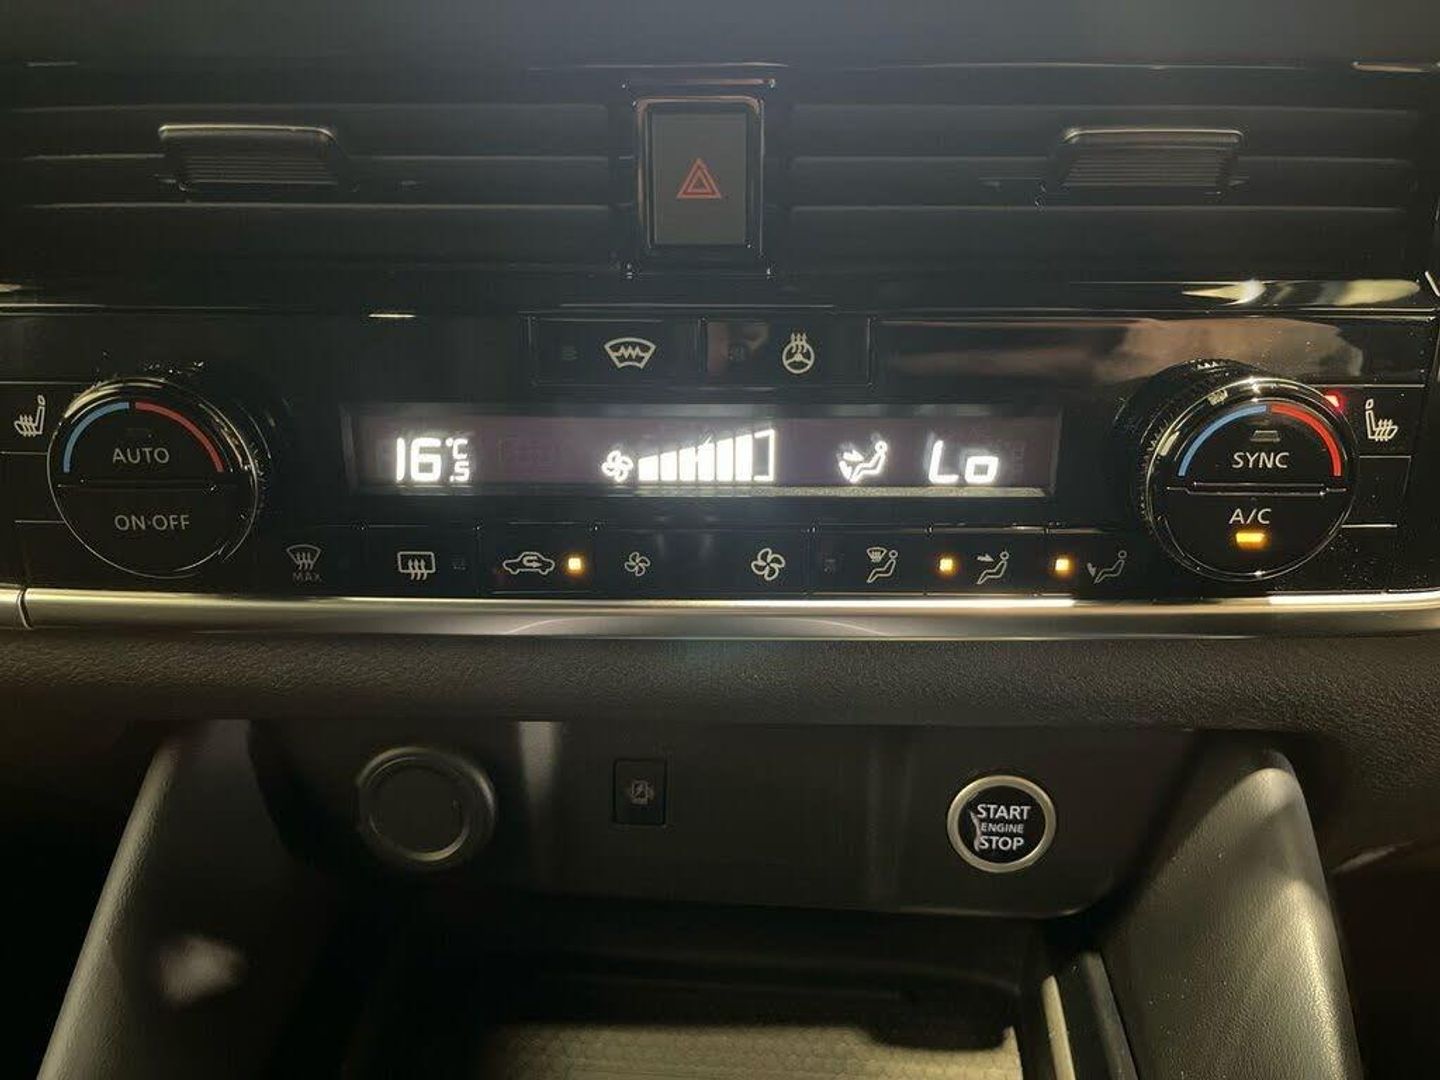 16.5°C
Lo
AUTO
ON·OFF
SYNC
A/C
MAX
START
ENGINE
STOP